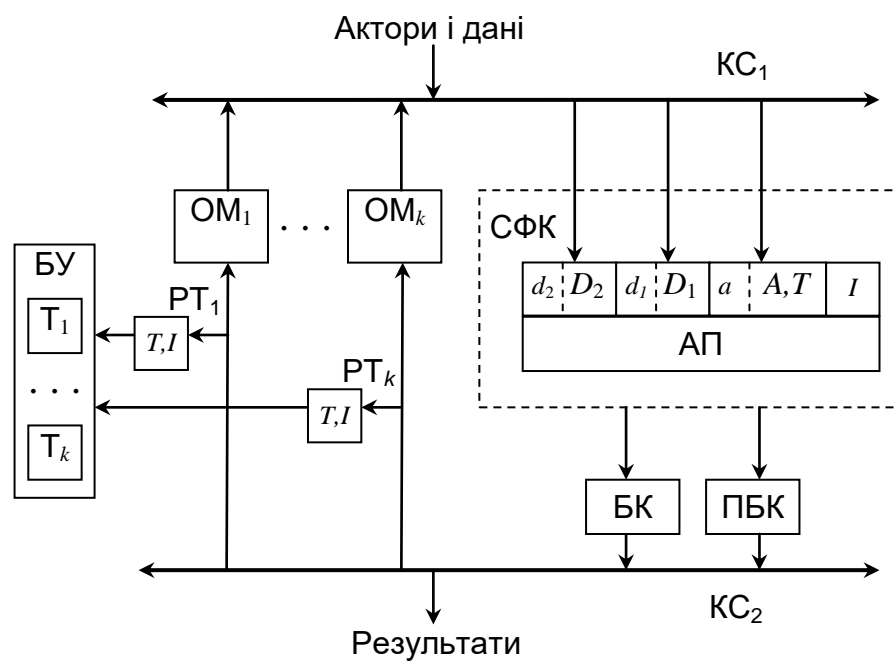 Актори і дані
КС₁
ОМ₁ . . . ОМₖ
СФК
БУ
d₂ D₂ d₁ D₁ a A,T I
РТ₁
Т₁
T,I
АП
РТₖ
. . .
T,I
Тₖ
БК ПБК
КС₂
Результати